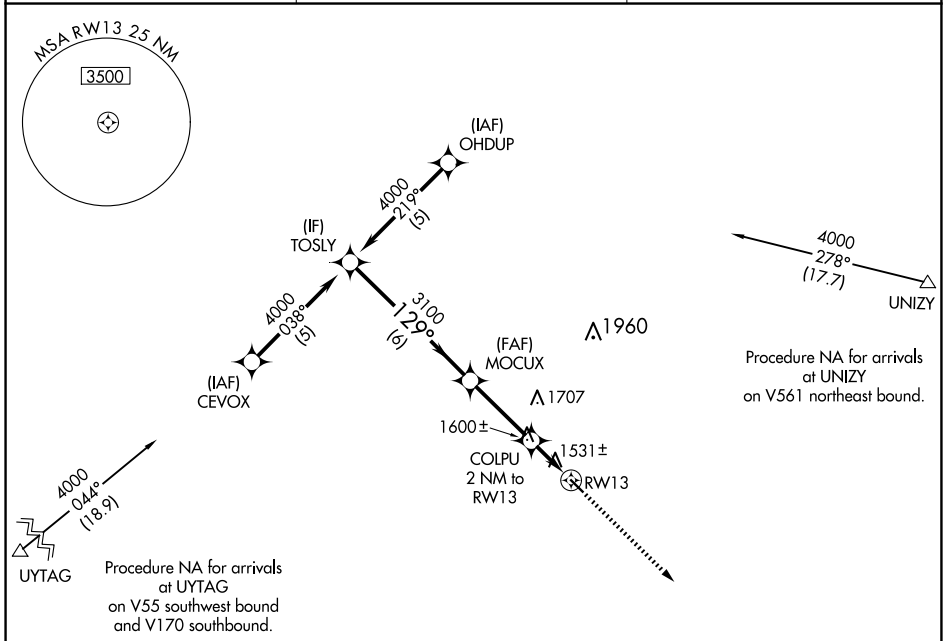 MSA RW13 25 NM
3500
(IAF)
OHDUP
4000
219°
(5)
(IF)
TOSLY
4000
278°
(17.7)
UNIZY
4000
038°
(5)
3100
129°
(6)
1960
(FAF)
MOCUX
Procedure NA for arrivals
at UNIZY
on V561 northeast bound.
(IAF)
CEVOX
1707
1600±
1531±
COLPU
2 NM to
RW13
RW13
4000
044°
(18.9)
UYTAG
Procedure NA for arrivals
at UYTAG
on V55 southwest bound
and V170 southbound.